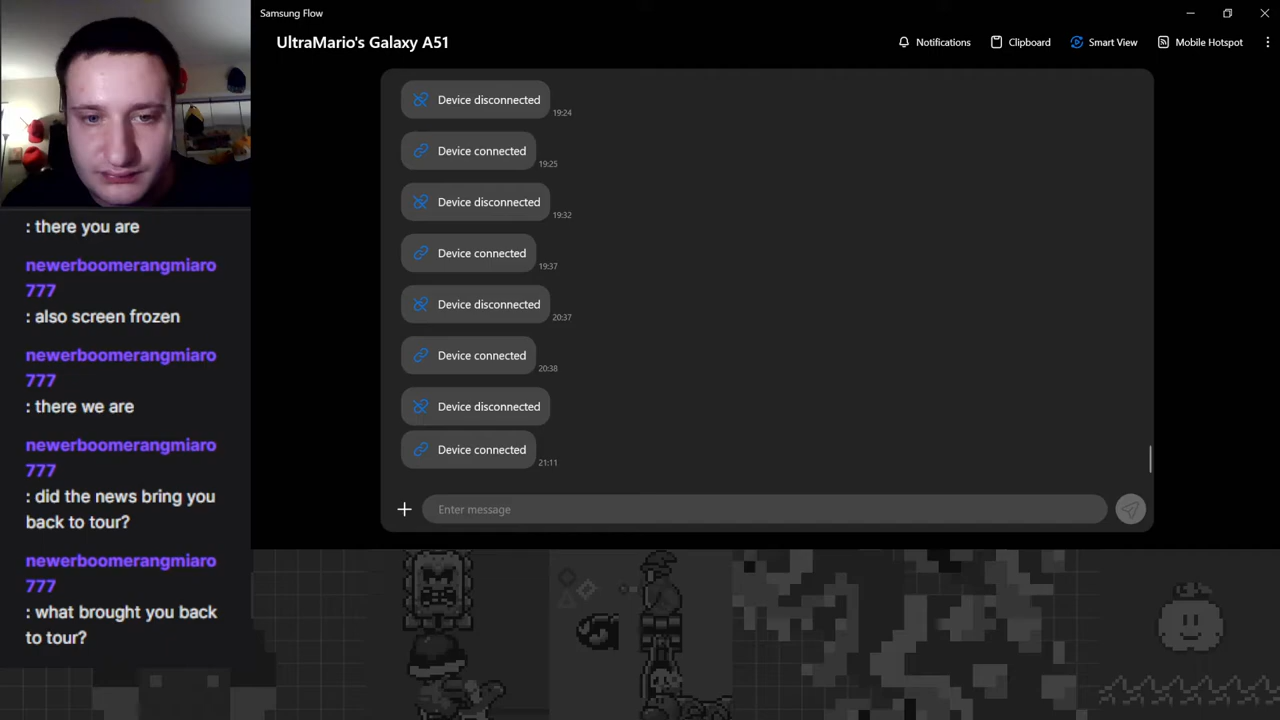 Samsung Flow
UltraMario's Galaxy A51
Notifications
Clipboard
Smart View
Mobile Hotspot
Device disconnected
19:24
Device connected
19:25
Device disconnected
19:32
Device connected
19:37
Device disconnected
20:37
Device connected
20:38
Device disconnected
Device connected
21:11
Enter message
: there you are
newerboomerangmiaro
777
: also screen frozen
newerboomerangmiaro
777
: there we are
newerboomerangmiaro
777
: did the news bring you
back to tour?
newerboomerangmiaro
777
: what brought you back
to tour?